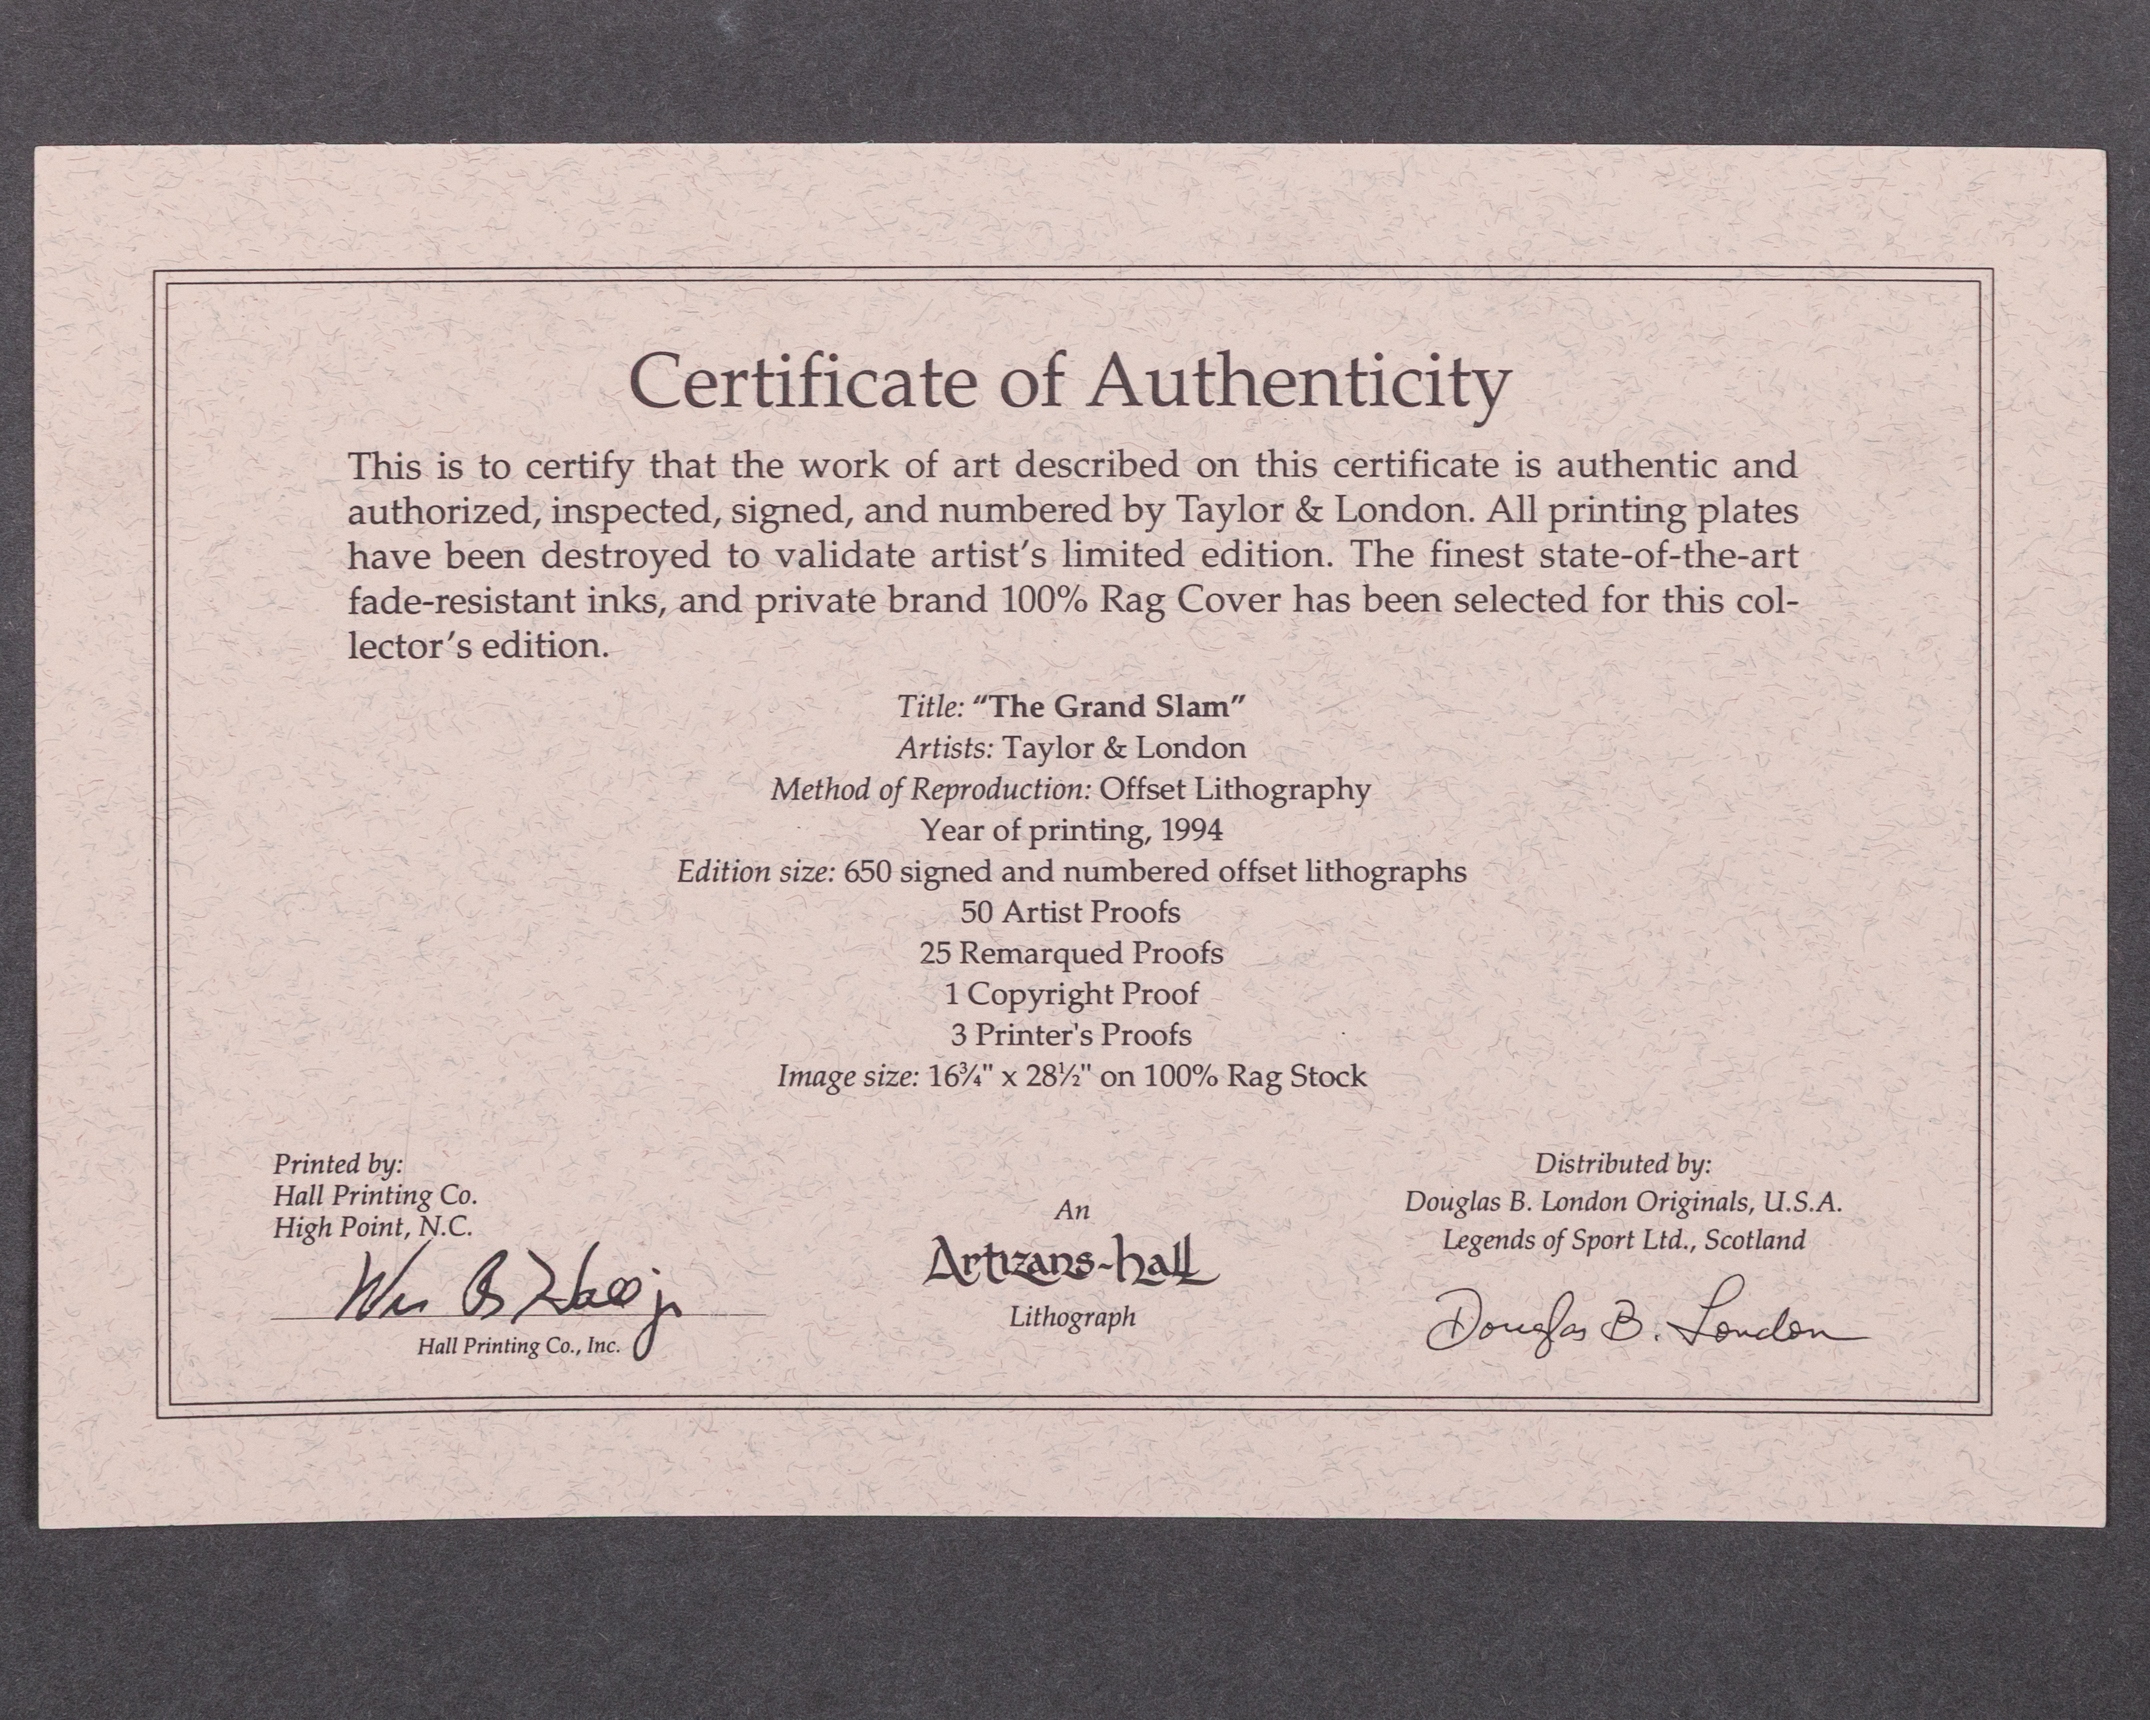 Certificate of Authenticity
This is to certify that the work of art described on this certificate is authentic and
authorized, inspected, signed, and numbered by Taylor & London. All printing plates
have been destroyed to validate artist's limited edition. The finest state-of-the-art
fade-resistant inks, and private brand 100% Rag Cover has been selected for this col-
lector's edition.
Title: "The Grand Slam"
Artists: Taylor & London
Method of Reproduction: Offset Lithography
Year of printing, 1994
Edition size: 650 signed and numbered offset lithographs
50 Artist Proofs
25 Remarqued Proofs
1 Copyright Proof
3 Printer's Proofs
Image size: 16¾" x 28½" on 100% Rag Stock
Printed by:
Hall Printing Co.
High Point, N.C.
Wm B Hall jr
Hall Printing Co., Inc.
An
Artizans-hall
Lithograph
Distributed by:
Douglas B. London Originals, U.S.A.
Legends of Sport Ltd., Scotland
Douglas B. London